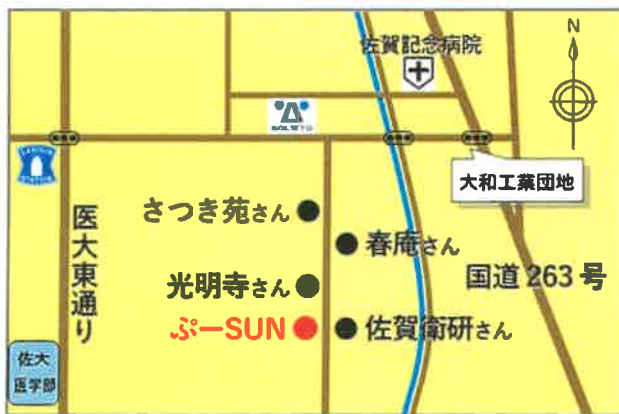 佐賀記念病院
N
大和工業団地
さつき苑さん
春庵さん
医大東通り
国道263号
光明寺さん
ぷーSUN
佐賀衛研さん
佐大
医学部